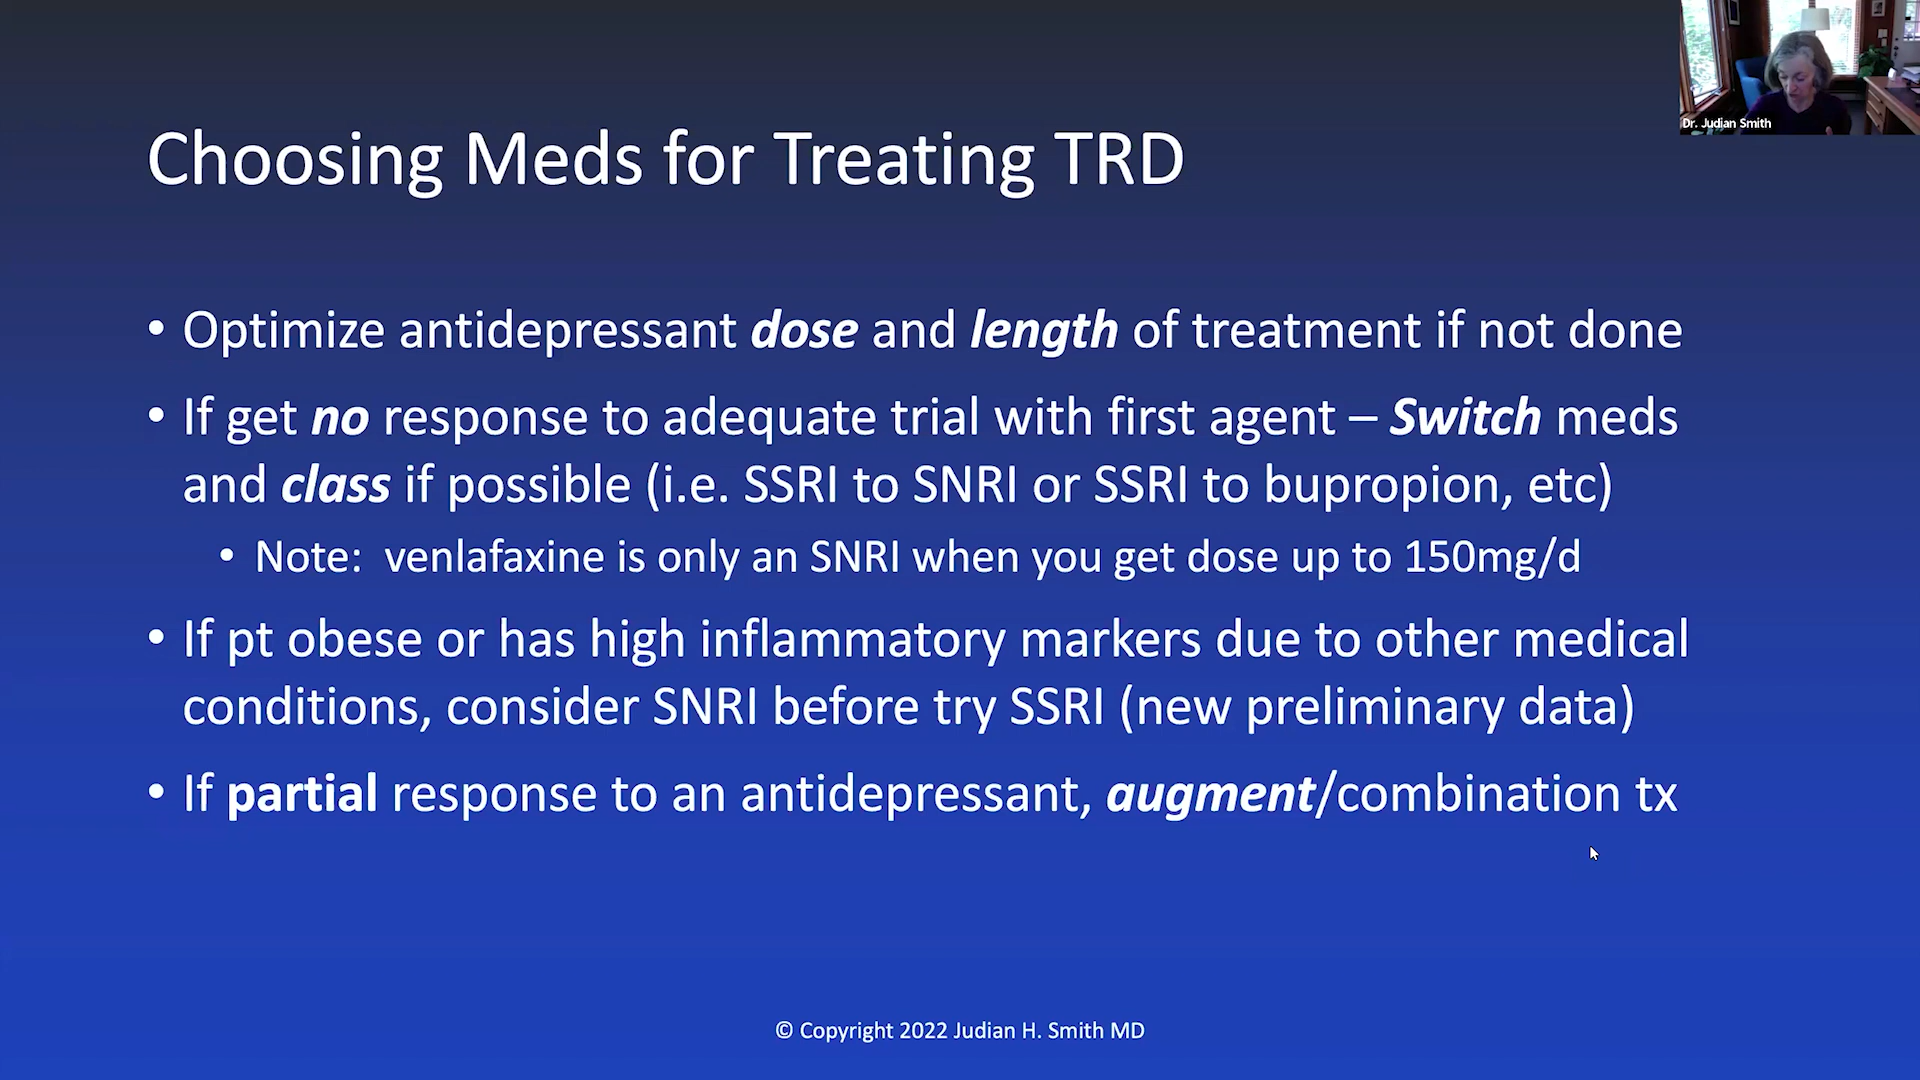 Dr. Judian Smith
Choosing Meds for Treating TRD
• Optimize antidepressant dose and length of treatment if not done
• If get no response to adequate trial with first agent – Switch meds
and class if possible (i.e. SSRI to SNRI or SSRI to bupropion, etc)
• Note:  venlafaxine is only an SNRI when you get dose up to 150mg/d
• If pt obese or has high inflammatory markers due to other medical
conditions, consider SNRI before try SSRI (new preliminary data)
• If partial response to an antidepressant, augment/combination tx
© Copyright 2022 Judian H. Smith MD